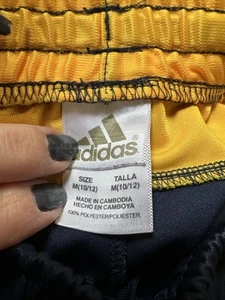 adidas®
SIZE TALLA
M(10/12) M(10/12)
MADE IN CAMBODIA
HECHO EN CAMBOYA
100% POLYESTER/POLIESTER